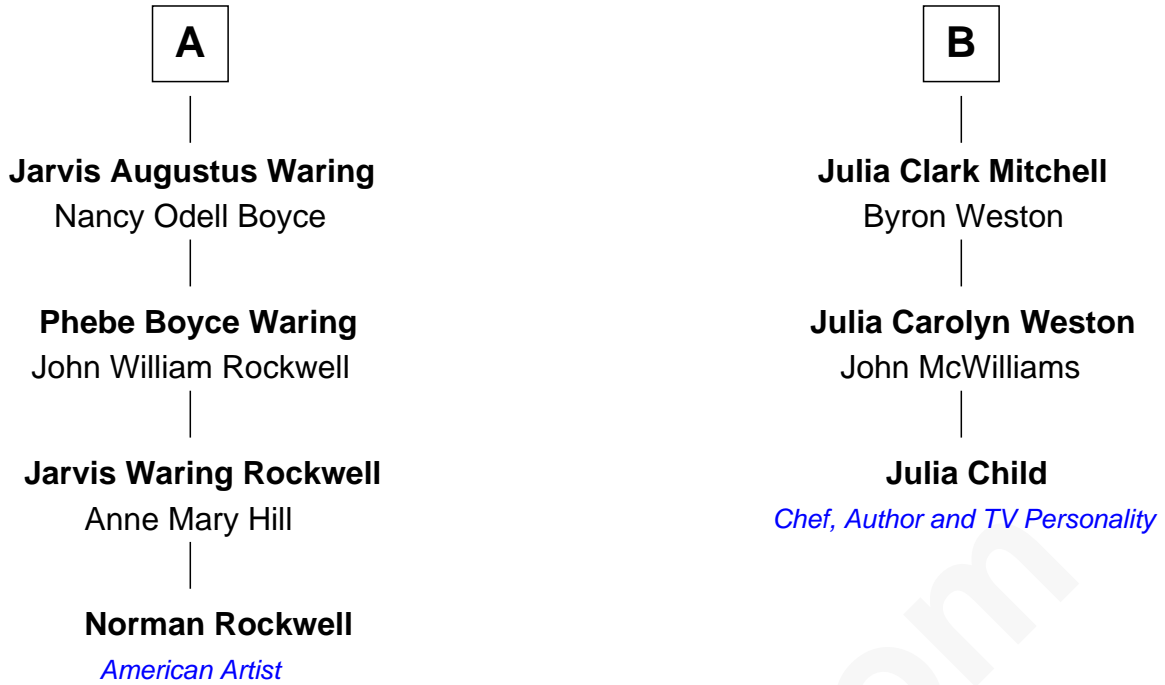 A
Jarvis Augustus Waring
Nancy Odell Boyce
Phebe Boyce Waring
John William Rockwell
Jarvis Waring Rockwell
Anne Mary Hill
Norman Rockwell
American Artist
B
Julia Clark Mitchell
Byron Weston
Julia Carolyn Weston
John McWilliams
Julia Child
Chef, Author and TV Personality
om